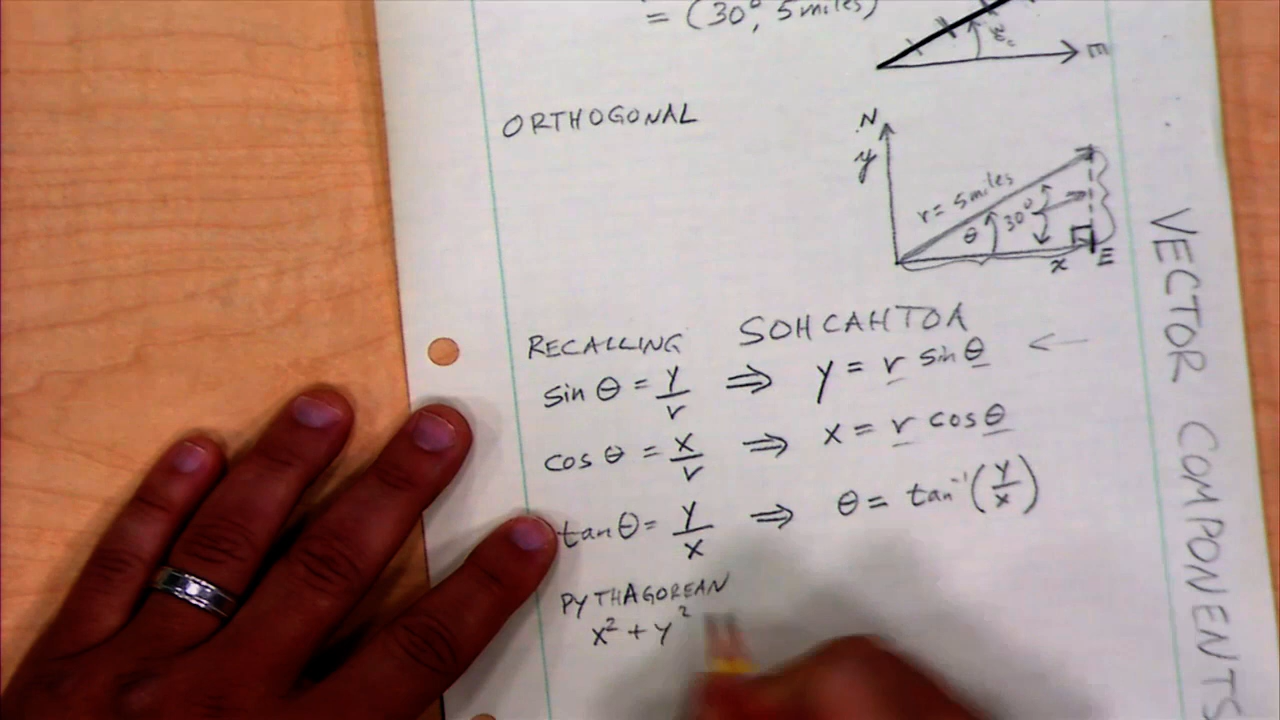 = (30°, 5 miles)
30°
E
ORTHOGONAL
N
y
r = 5 miles
θ
30°
x
E
VECTOR COMPONENTS
RECALLING SOHCAHTOA
sin θ = y/r ⇒ y = r sin θ ←
cos θ = x/r ⇒ x = r cos θ
tan θ = y/x ⇒ θ = tan⁻¹(y/x)
PYTHAGOREAN
x² + y²